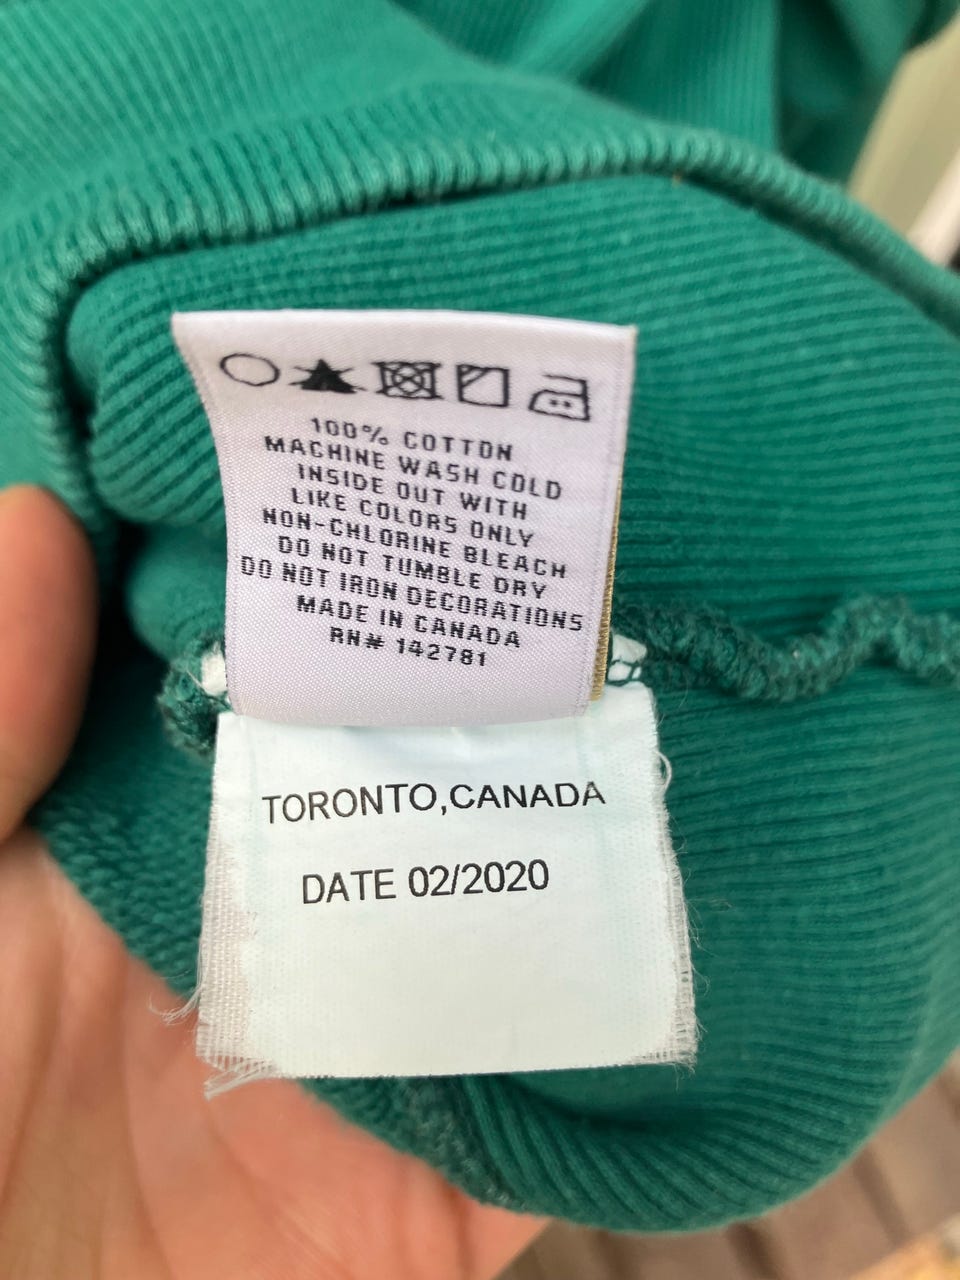 100% COTTON
MACHINE WASH COLD
INSIDE OUT WITH
LIKE COLORS ONLY
NON-CHLORINE BLEACH
DO NOT TUMBLE DRY
DO NOT IRON DECORATIONS
MADE IN CANADA
RN# 142781
TORONTO,CANADA
DATE 02/2020